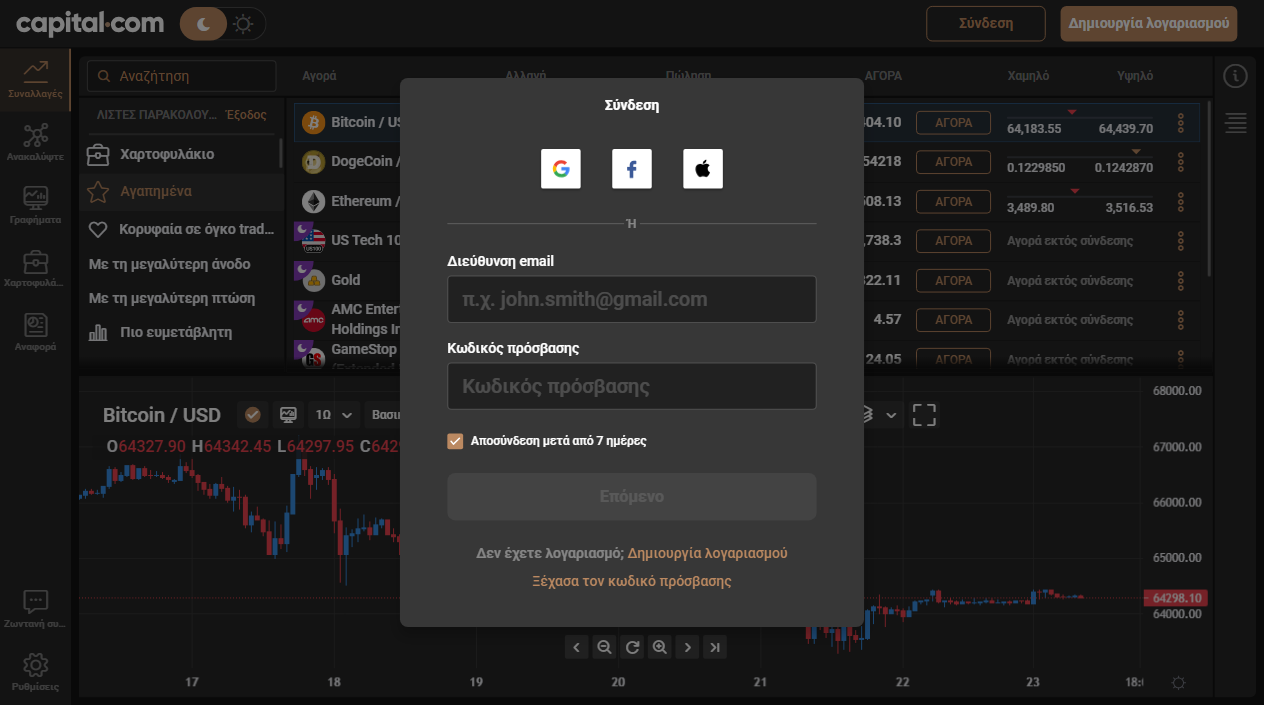 capital.com
Σύνδεση
Δημιουργία λογαριασμού
Συναλλαγές
Ανακαλύψτε
Γραφήματα
Χαρτοφυλά...
Αναφορά
Ζωντανή συ...
Ρυθμίσεις
Αναζήτηση
ΛΙΣΤΕΣ ΠΑΡΑΚΟΛΟΥ... Έξοδος
Χαρτοφυλάκιο
Αγαπημένα
Κορυφαία σε όγκο trad...
Με τη μεγαλύτερη άνοδο
Με τη μεγαλύτερη πτώση
Πιο ευμετάβλητη
Αγορά Αλλαγή Πώληση ΑΓΟΡΑ Χαμηλό Υψηλό
Bitcoin / US 04.10 ΑΓΟΡΑ 64,183.55 64,439.70
DogeCoin / 54218 ΑΓΟΡΑ 0.1229850 0.1242870
Ethereum / 08.13 ΑΓΟΡΑ 3,489.80 3,516.53
US Tech 10 ,738.3 ΑΓΟΡΑ Αγορά εκτός σύνδεσης
Gold 22.11 ΑΓΟΡΑ Αγορά εκτός σύνδεσης
AMC Enter
Holdings In 4.57 ΑΓΟΡΑ Αγορά εκτός σύνδεσης
GameStop 24.05 ΑΓΟΡΑ Αγορά εκτός σύνδεσης
Σύνδεση
Ή
Διεύθυνση email
π.χ. john.smith@gmail.com
Κωδικός πρόσβασης
Κωδικός πρόσβασης
Αποσύνδεση μετά από 7 ημέρες
Επόμενο
Δεν έχετε λογαριασμό; Δημιουργία λογαριασμού
Ξέχασα τον κωδικό πρόσβασης
Bitcoin / USD 1Ω Βασι
O64327.90 H64342.45 L64297.95 C6429
68000.00
67000.00
66000.00
65000.00
64298.10
64000.00
17 18 19 20 21 22 23 18:0